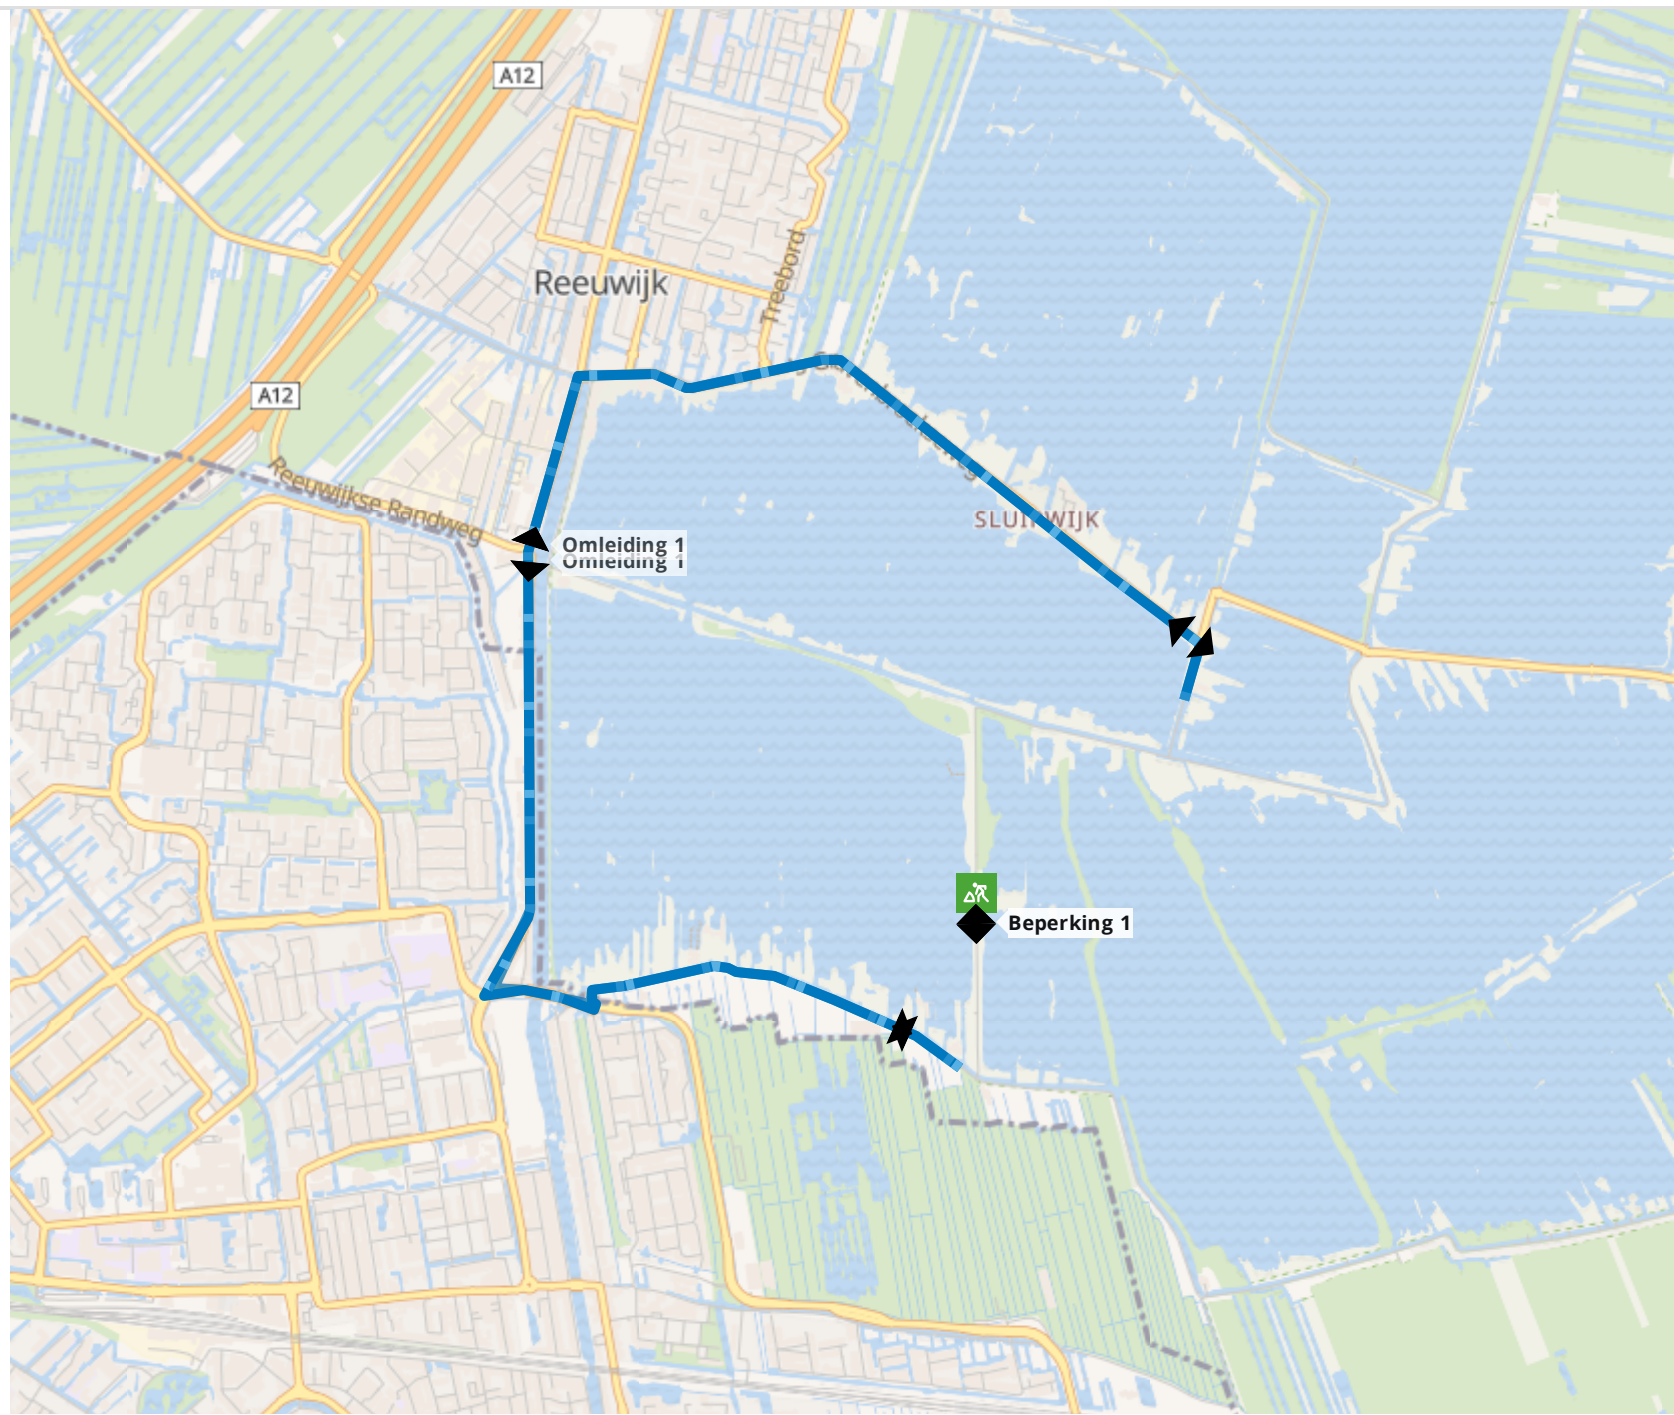 A12
Treebord
Reeuwijk
A12
Reeuwijkse Randweg
SLUIPWIJK
Omleiding 1
Omleiding 1
Beperking 1